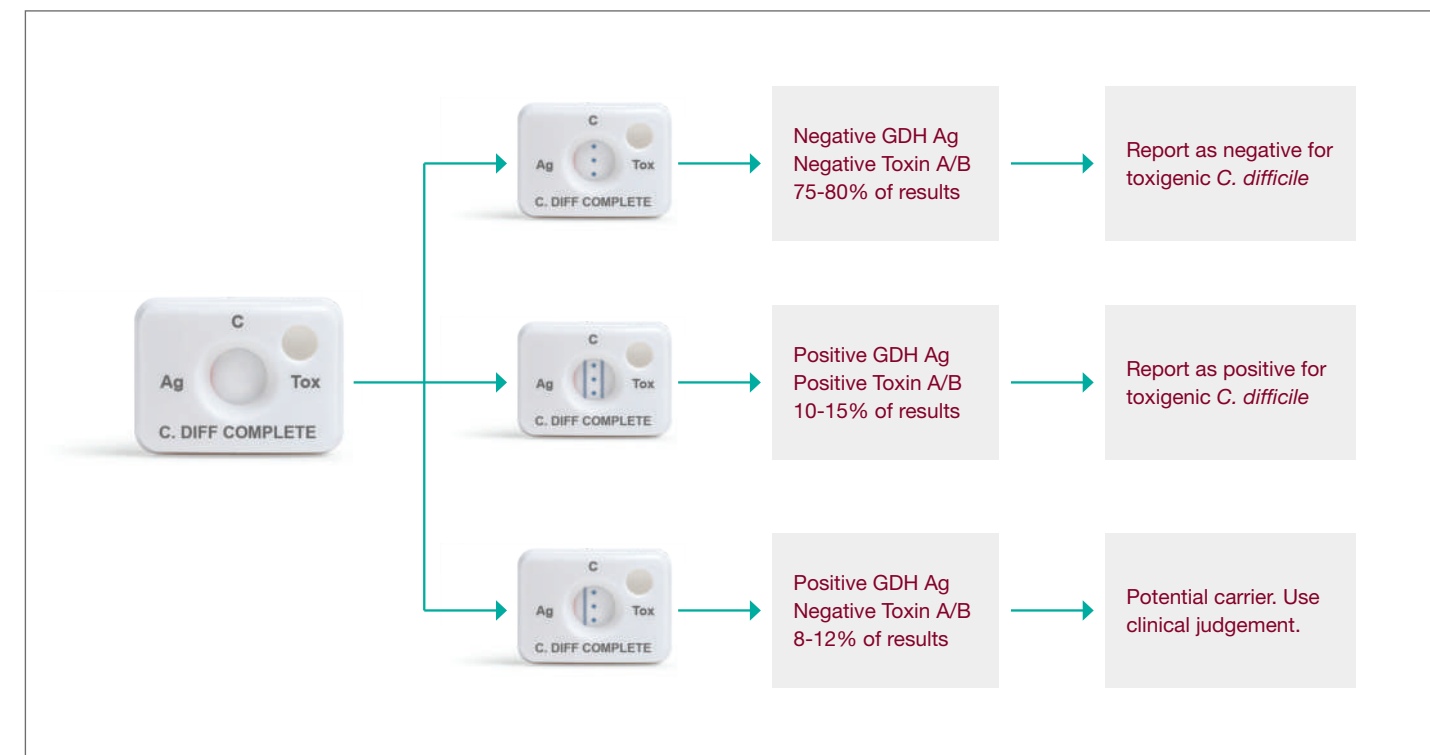 C
Ag
Tox
C. DIFF COMPLETE
C
Ag
Tox
C. DIFF COMPLETE
Negative GDH Ag
Negative Toxin A/B
75-80% of results
Report as negative for
toxigenic C. difficile
C
Ag
Tox
C. DIFF COMPLETE
Positive GDH Ag
Positive Toxin A/B
10-15% of results
Report as positive for
toxigenic C. difficile
C
Ag
Tox
C. DIFF COMPLETE
Positive GDH Ag
Negative Toxin A/B
8-12% of results
Potential carrier. Use
clinical judgement.